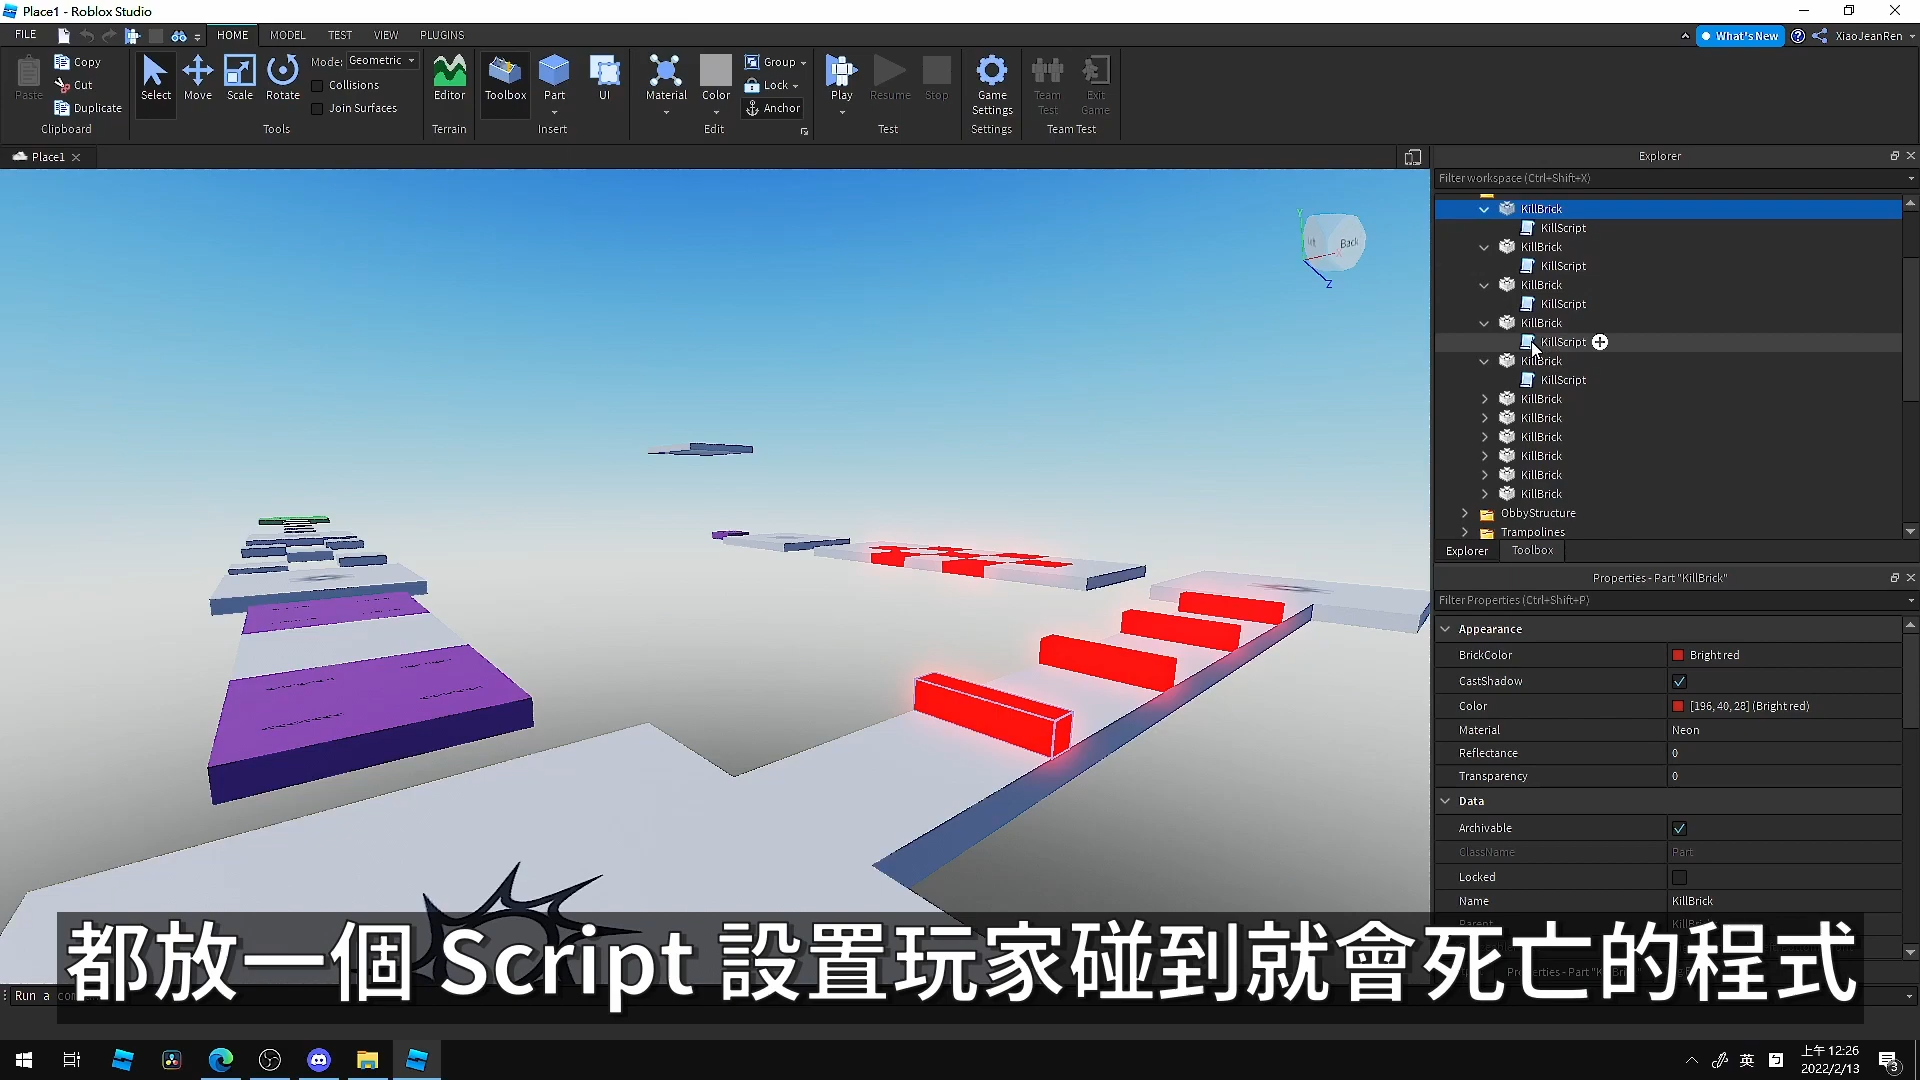 Place1 - Roblox Studio
FILE
HOME
MODEL
TEST
VIEW
PLUGINS
What's New
XiaoJeanRen
Paste
Copy
Cut
Duplicate
Clipboard
Select
Move
Scale
Rotate
Mode: Geometric
Collisions
Join Surfaces
Tools
Editor
Terrain
Toolbox
Part
UI
Insert
Material
Color
Group
Lock
Anchor
Edit
Play
Resume
Stop
Test
Game
Settings
Settings
Team
Test
Exit
Game
Team Test
Place1
Explorer
Filter workspace (Ctrl+Shift+X)
KillBrick
KillScript
KillBrick
KillScript
KillBrick
KillScript
KillBrick
KillScript
KillBrick
KillScript
KillBrick
KillBrick
KillBrick
KillBrick
KillBrick
KillBrick
ObbyStructure
Trampolines
Explorer
Toolbox
Properties - Part "KillBrick"
Filter Properties (Ctrl+Shift+P)
Appearance
BrickColor Bright red
CastShadow
Color [196, 40, 28] (Bright red)
Material Neon
Reflectance 0
Transparency 0
Data
Archivable
ClassName Part
Locked
Name KillBrick
Back
Y
Z
都放一個 Script 設置玩家碰到就會死亡的程式
Run a
英
上午 12:26
2022/2/13
3